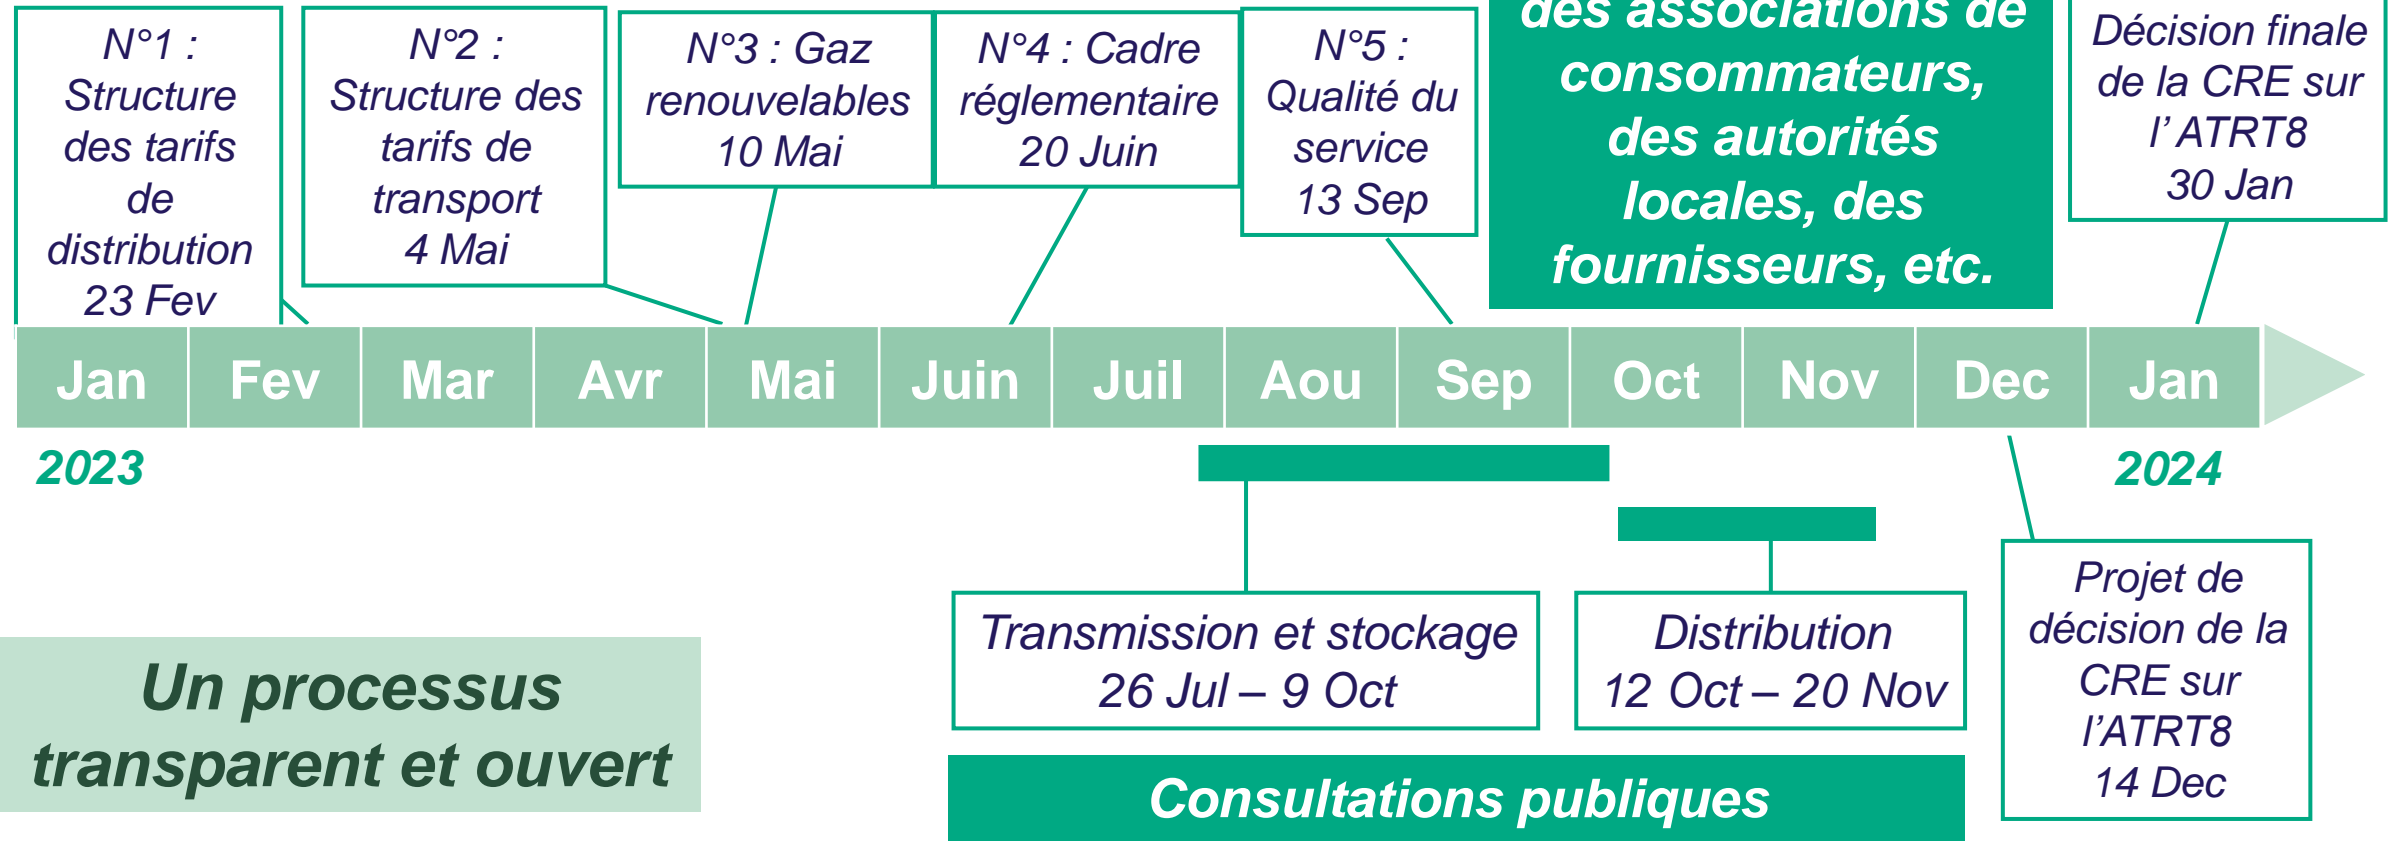 N°1 :
Structure
des tarifs
de
distribution
23 Fev
N°2 :
Structure des
tarifs de
transport
4 Mai
N°3 : Gaz
renouvelables
10 Mai
N°4 : Cadre
réglementaire
20 Juin
N°5 :
Qualité du
service
13 Sep
des associations de
consommateurs,
des autorités
locales, des
fournisseurs, etc.
Décision finale
de la CRE sur
l’ ATRT8
30 Jan
Jan Fev Mar Avr Mai Juin Juil Aou Sep Oct Nov Dec Jan
2023
2024
Transmission et stockage
26 Jul – 9 Oct
Distribution
12 Oct – 20 Nov
Projet de
décision de la
CRE sur
l’ATRT8
14 Dec
Un processus
transparent et ouvert
Consultations publiques